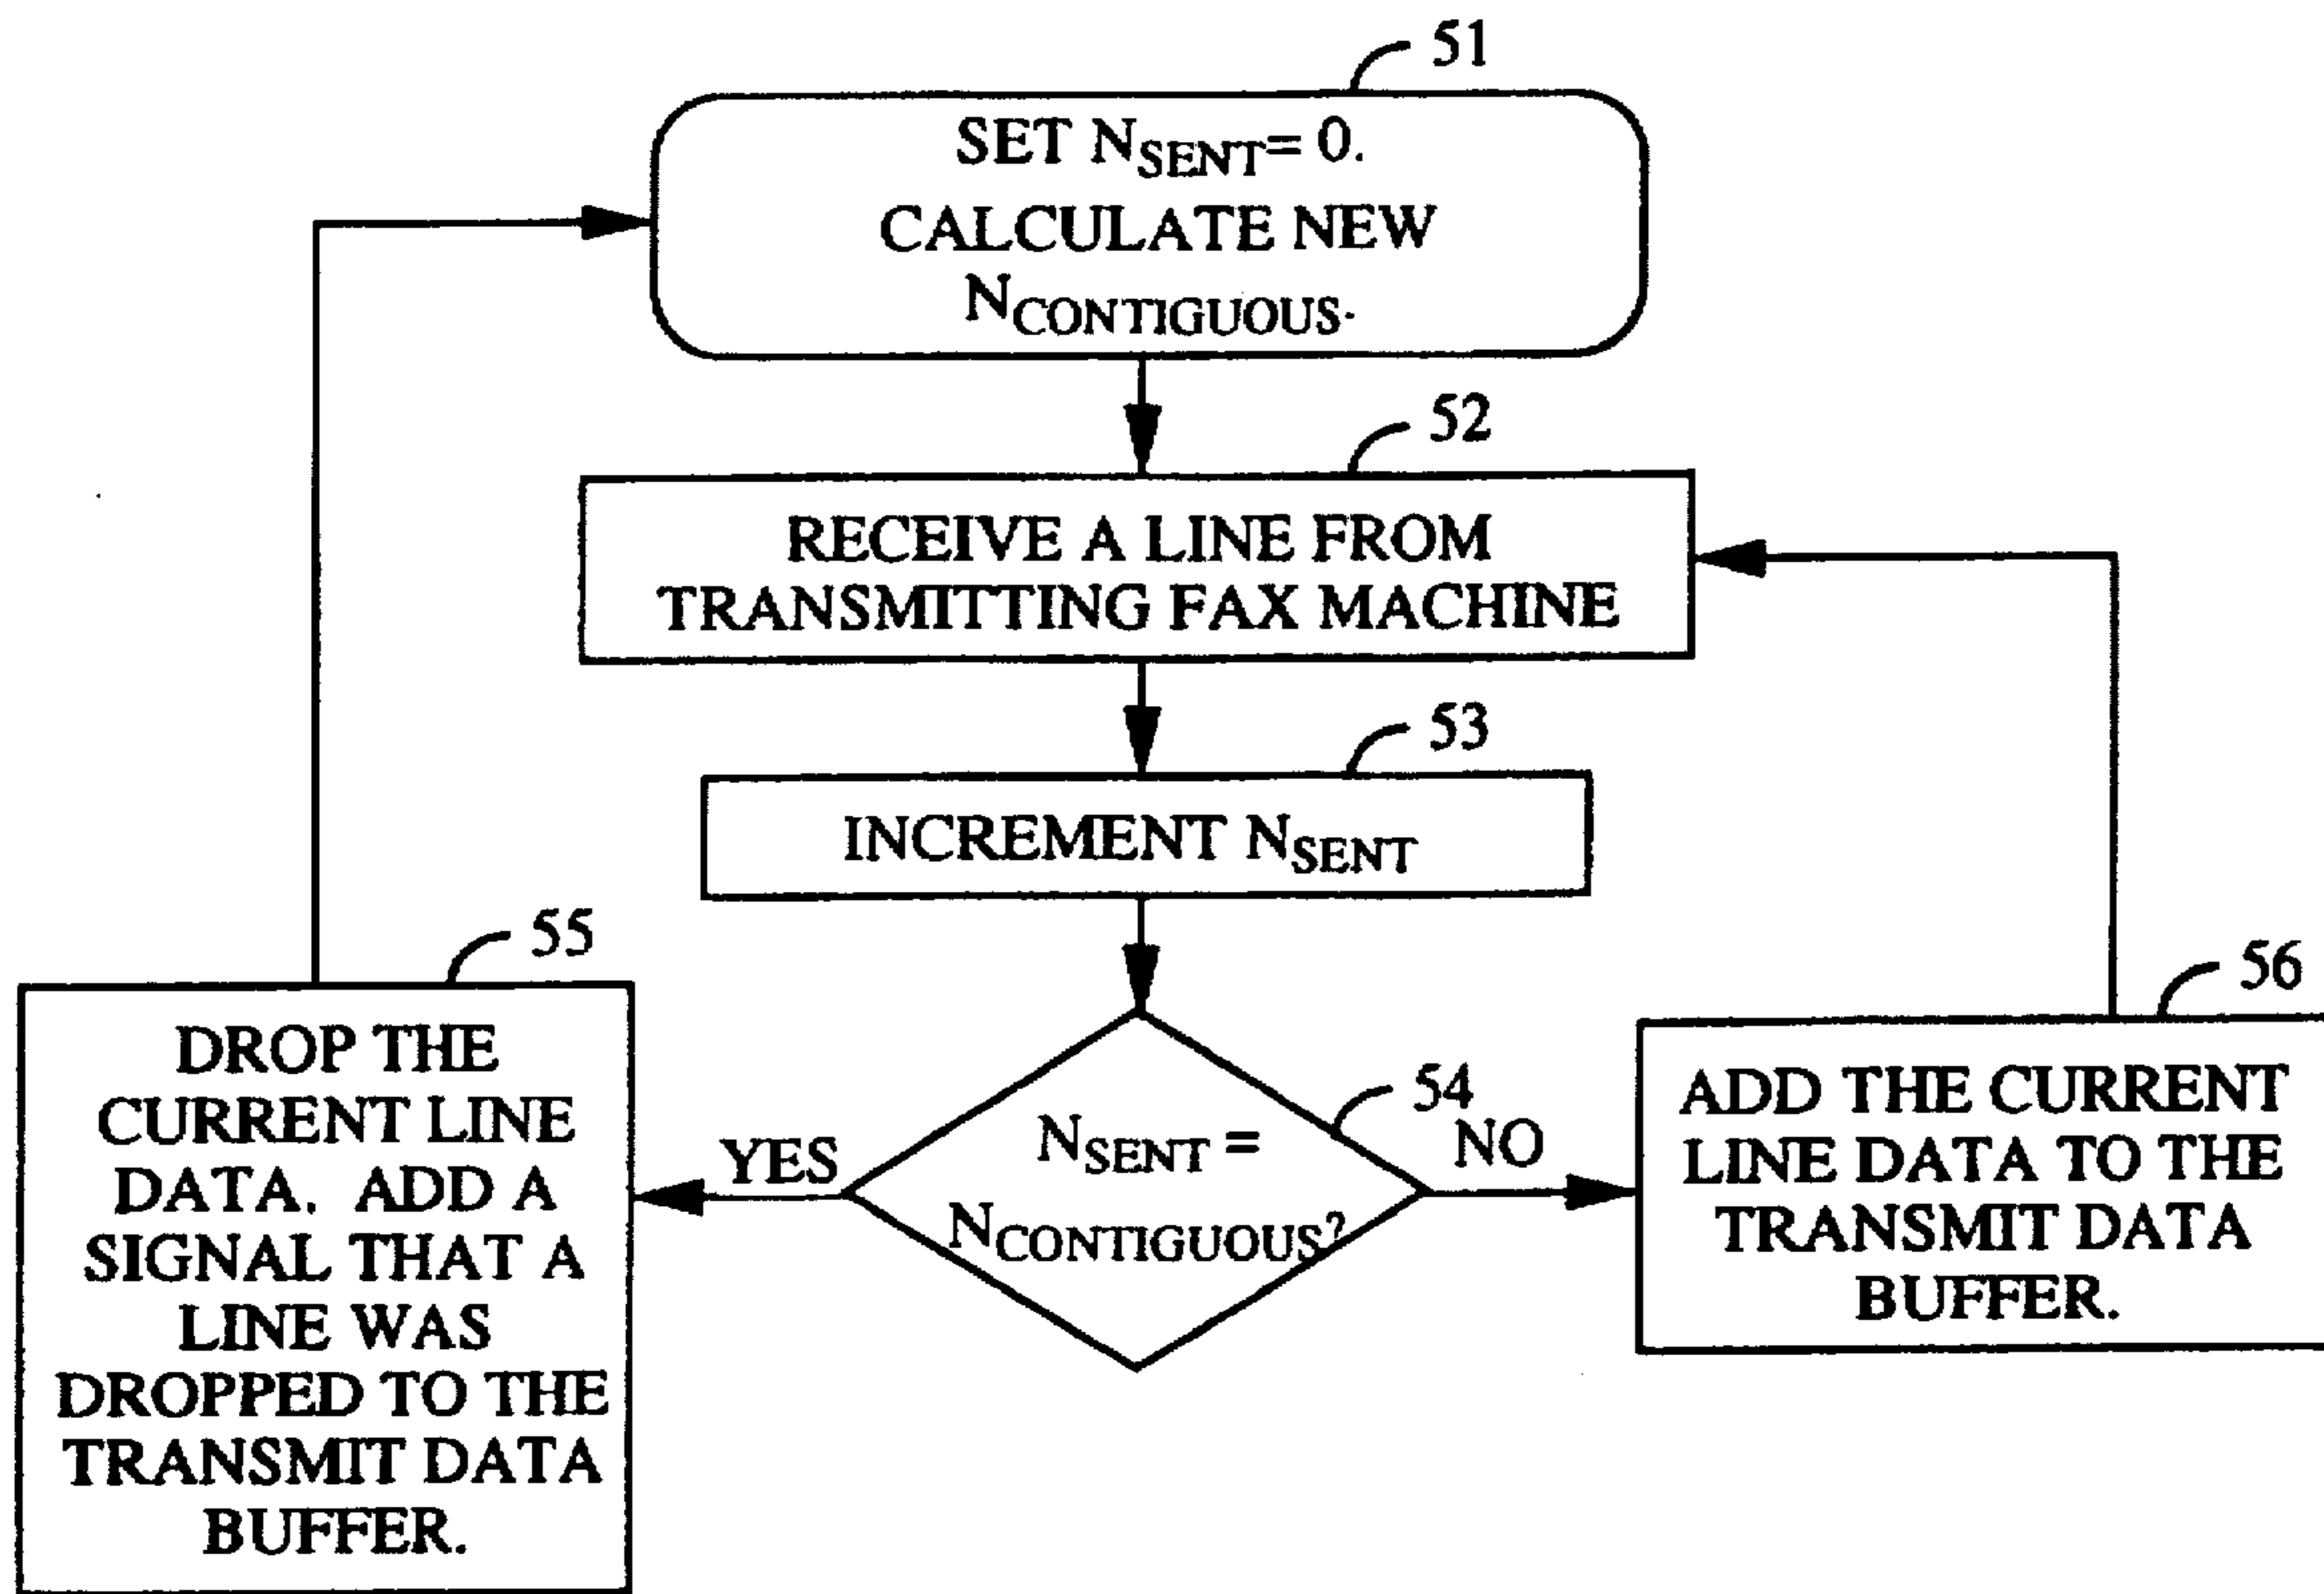 51
SET NSENT= 0.
CALCULATE NEW
NCONTIGUOUS.
52
RECEIVE A LINE FROM
TRANSMITTING FAX MACHINE
53
INCREMENT NSENT
54
NSENT =
NCONTIGUOUS?
YES
NO
55
DROP THE
CURRENT LINE
DATA. ADD A
SIGNAL THAT A
LINE WAS
DROPPED TO THE
TRANSMIT DATA
BUFFER.
56
ADD THE CURRENT
LINE DATA TO THE
TRANSMIT DATA
BUFFER.